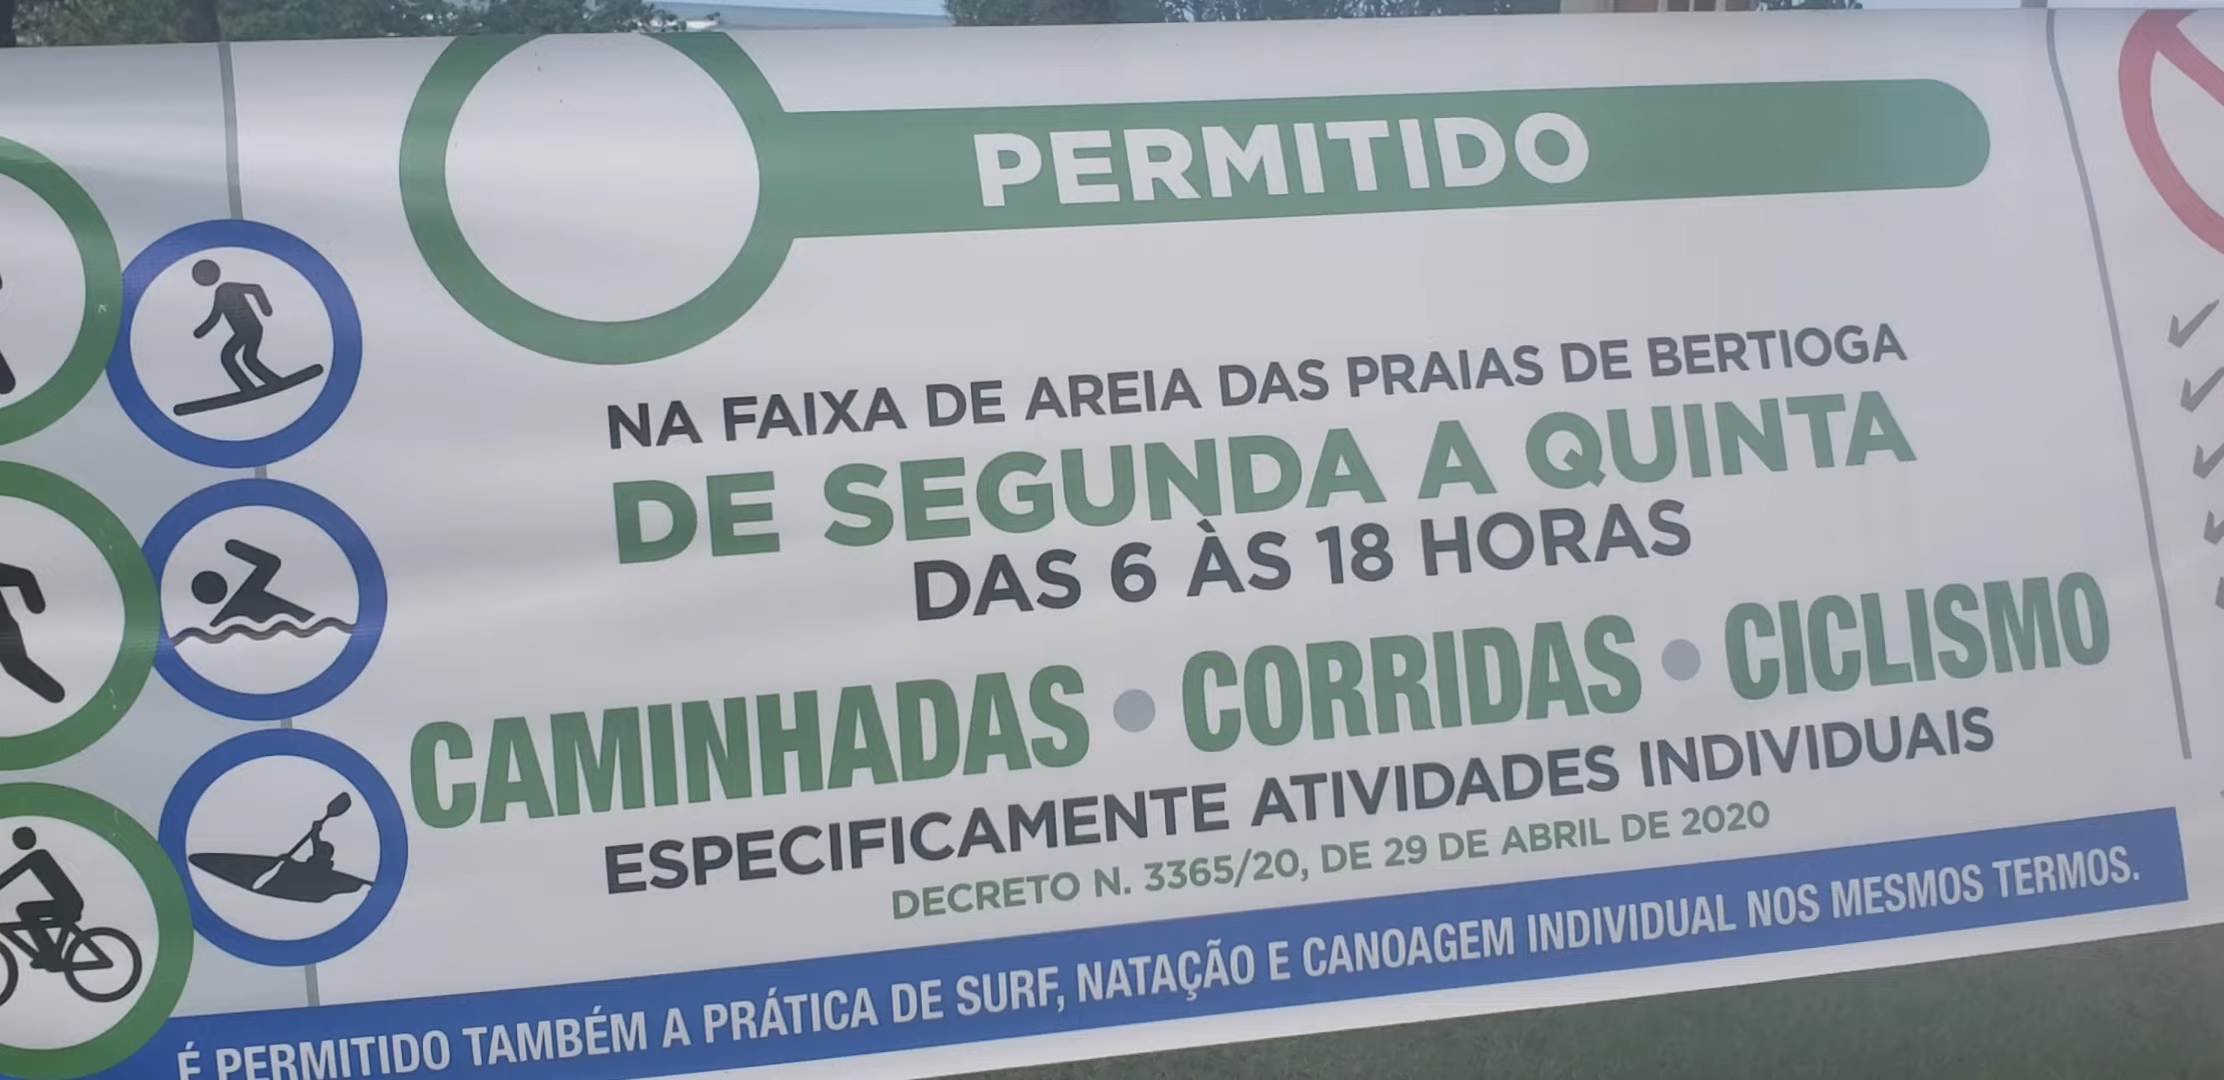 PERMITIDO
NA FAIXA DE AREIA DAS PRAIAS DE BERTIOGA
DE SEGUNDA A QUINTA
DAS 6 ÀS 18 HORAS
CAMINHADAS • CORRIDAS • CICLISMO
ESPECIFICAMENTE ATIVIDADES INDIVIDUAIS
DECRETO N. 3365/20, DE 29 DE ABRIL DE 2020
É PERMITIDO TAMBÉM A PRÁTICA DE SURF, NATAÇÃO E CANOAGEM INDIVIDUAL NOS MESMOS TERMOS.